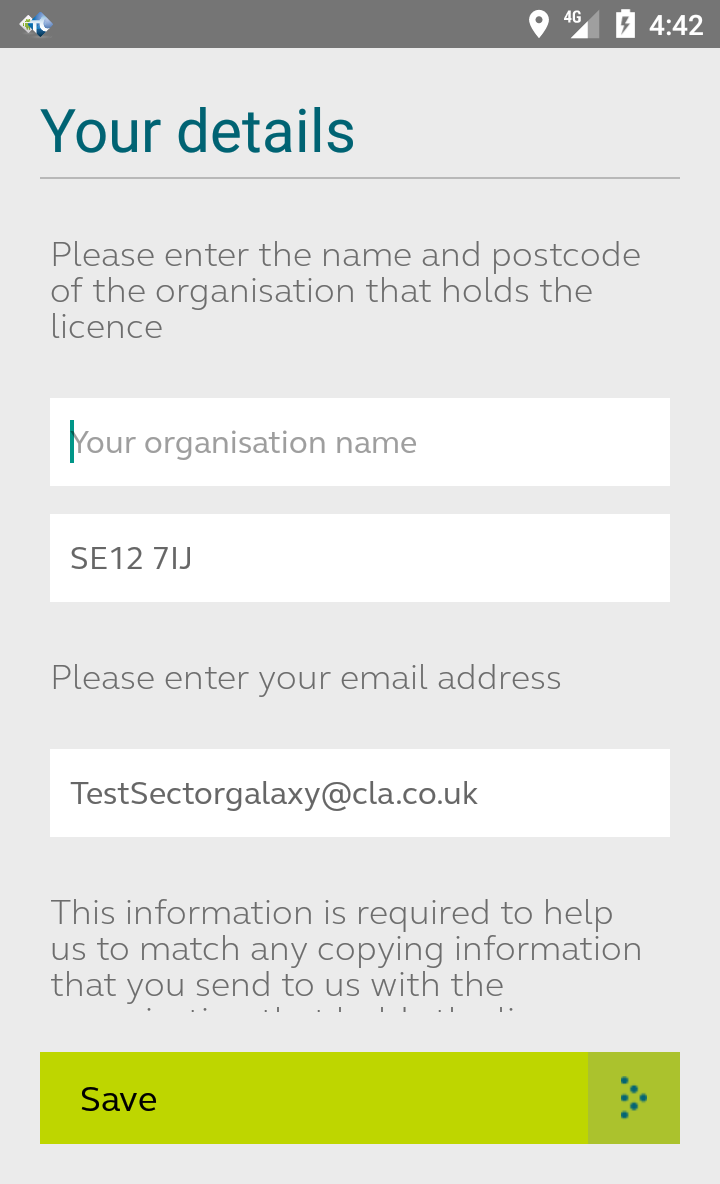 4G 4:42
Your details
Please enter the name and postcode
of the organisation that holds the
licence
Your organisation name
SE12 7IJ
Please enter your email address
TestSectorgalaxy@cla.co.uk
This information is required to help
us to match any copying information
that you send to us with the
Save